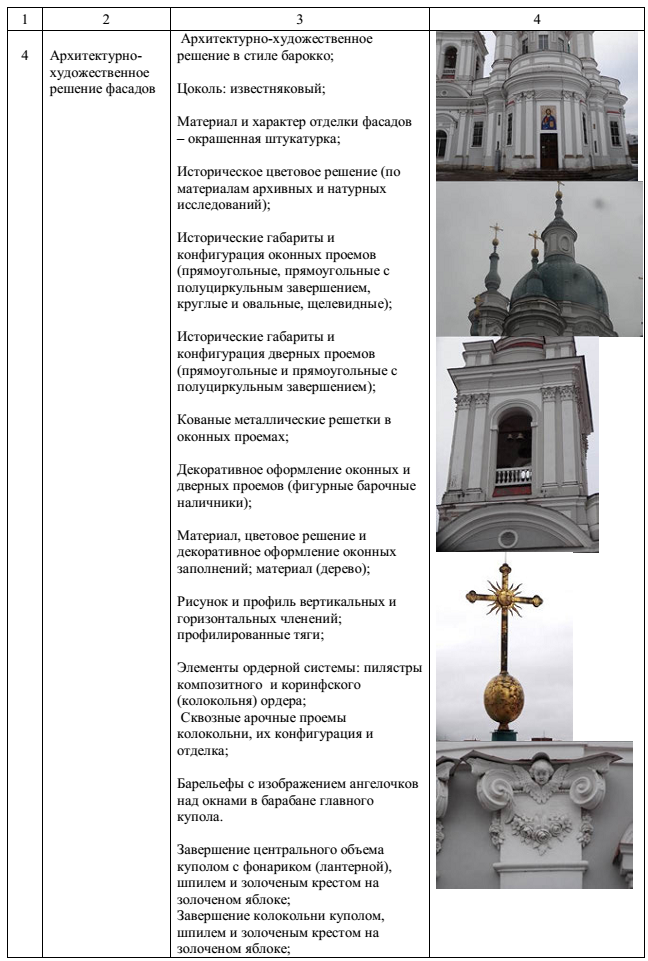 1 2 3 4
4
Архитектурно-
художественное
решение фасадов
Архитектурно-художественное
решение в стиле барокко;
Цоколь: известняковый;
Материал и характер отделки фасадов
– окрашенная штукатурка;
Историческое цветовое решение (по
материалам архивных и натурных
исследований);
Исторические габариты и
конфигурация оконных проемов
(прямоугольные, прямоугольные с
полуциркульным завершением,
круглые и овальные, щелевидные);
Исторические габариты и
конфигурация дверных проемов
(прямоугольные и прямоугольные с
полуциркульным завершением);
Кованые металлические решетки в
оконных проемах;
Декоративное оформление оконных и
дверных проемов (фигурные барочные
наличники);
Материал, цветовое решение и
декоративное оформление оконных
заполнений; материал (дерево);
Рисунок и профиль вертикальных и
горизонтальных членений;
профилированные тяги;
Элементы ордерной системы: пилястры
композитного и коринфского
(колокольня) ордера;
Сквозные арочные проемы
колокольни, их конфигурация и
отделка;
Барельефы с изображением ангелочков
над окнами в барабане главного
купола.
Завершение центрального объема
куполом с фонариком (лантерной),
шпилем и золоченым крестом на
золоченом яблоке;
Завершение колокольни куполом,
шпилем и золоченым крестом на
золоченом яблоке;